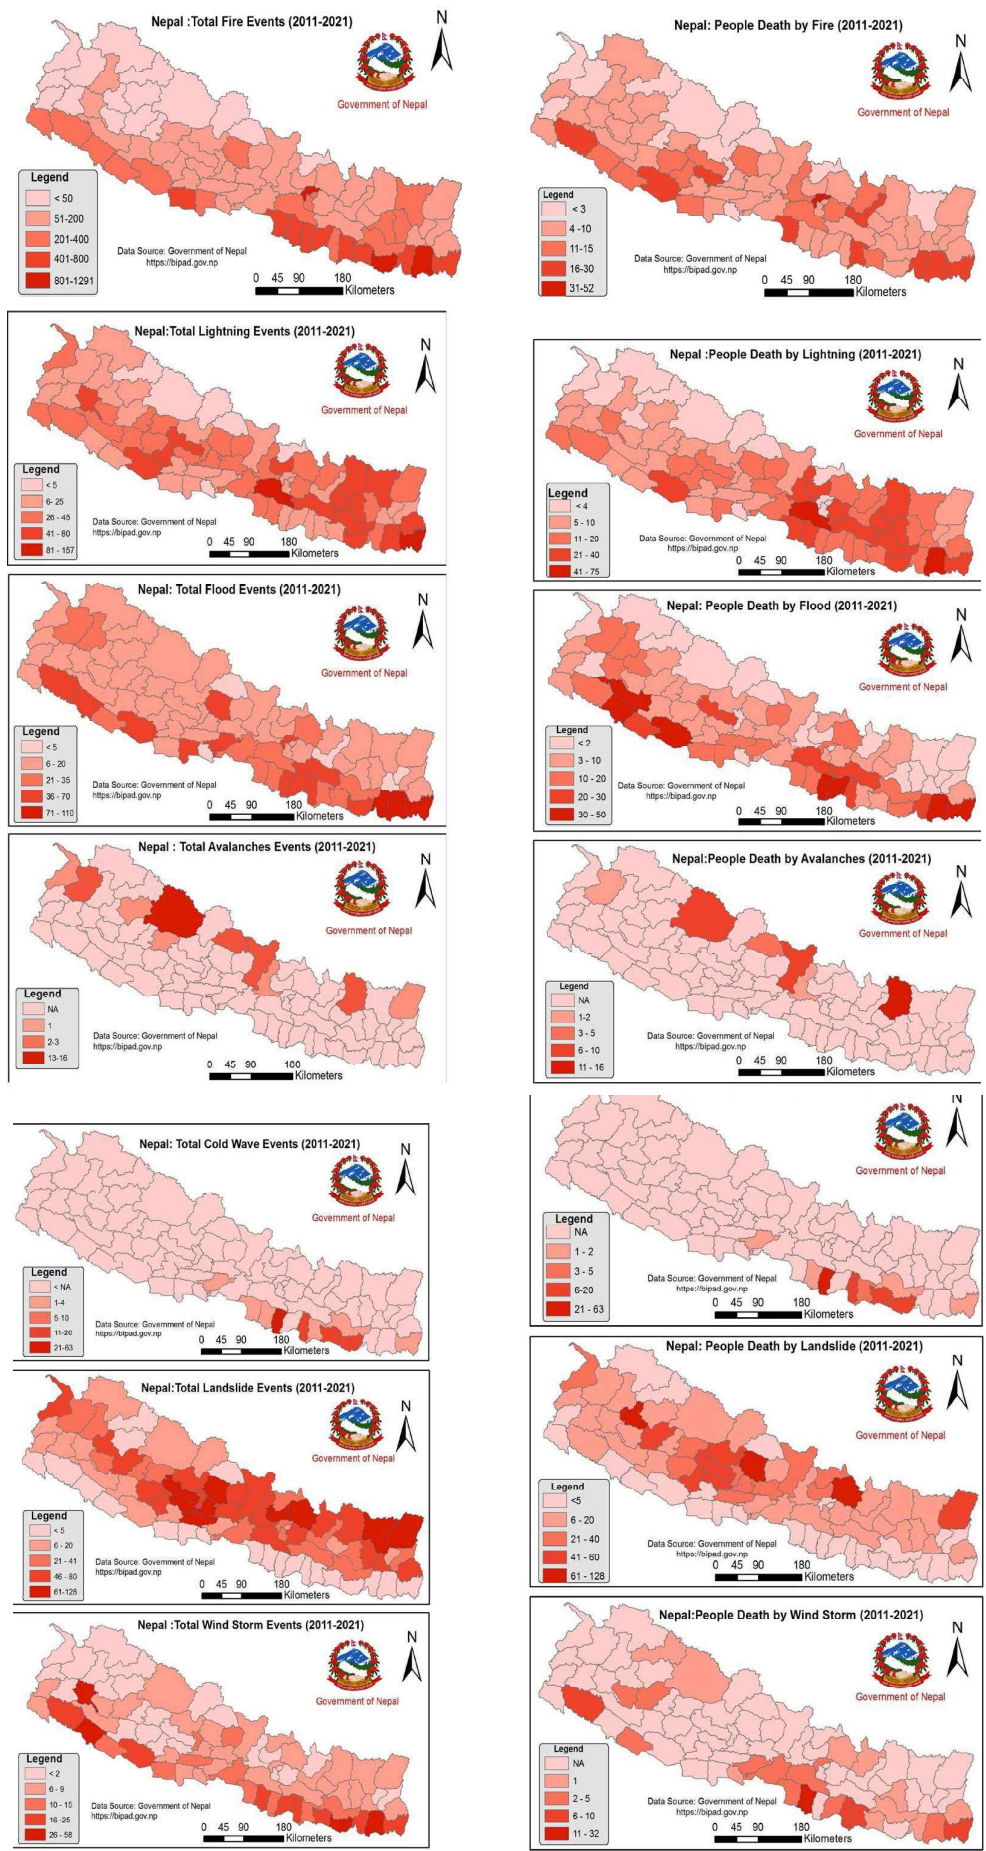 Nepal :Total Fire Events (2011-2021)
N
Government of Nepal
Legend
< 50
51-200
201-400
401-800
801-1291
Data Source: Government of Nepal
https://bipad.gov.np
0 45 90 180
Kilometers
Nepal: People Death by Fire (2011-2021)
N
Government of Nepal
Legend
< 3
4 -10
11-15
16-30
31-52
Data Source: Government of Nepal
https://bipad.gov.np
0 45 90 180
Kilometers
Nepal:Total Lightning Events (2011-2021)
N
Government of Nepal
Legend
< 5
6- 25
26 - 45
41 - 80
81 - 157
Data Source: Government of Nepal
https://bipad.gov.np
0 45 90 180
Kilometers
Nepal :People Death by Lightning (2011-2021)
N
Government of Nepal
Legend
< 4
5 - 10
11 - 20
21 - 40
41 - 75
Data Source: Government of Nepal
https://bipad.gov.np
0 45 90 180
Kilometers
Nepal: Total Flood Events (2011-2021)
N
Government of Nepal
Legend
< 5
6 - 20
21 - 35
36 - 70
71 - 110
Data Source: Government of Nepal
https://bipad.gov.np
0 45 90 180
Kilometers
Nepal: People Death by Flood (2011-2021)
N
Government of Nepal
Legend
< 2
3 - 10
10 - 20
20 - 30
30 - 50
Data Source: Government of Nepal
https://bipad.gov.np
0 45 90 180
Kilometers
Nepal : Total Avalanches Events (2011-2021)
N
Government of Nepal
Legend
NA
1
2-3
13-16
Data Source: Government of Nepal
https://bipad.gov.np
0 45 90 100
Kilometers
Nepal:People Death by Avalanches (2011-2021)
N
Government of Nepal
Legend
NA
1-2
3 - 5
6 - 10
11 - 16
Data Source: Government of Nepal
https://bipad.gov.np
0 45 90 180
Kilometers
Nepal: Total Cold Wave Events (2011-2021)
N
Government of Nepal
Legend
< NA
1-4
5-10
11-20
21-63
Data Source: Government of Nepal
https://bipad.gov.np
0 45 90 180
Kilometers
N
Government of Nepal
Legend
NA
1 - 2
3 - 5
6-20
21 - 63
Data Source: Government of Nepal
https://bipad.gov.np
0 45 90 180
Kilometers
Nepal:Total Landslide Events (2011-2021)
N
Government of Nepal
Legend
< 5
6 - 20
21 - 41
46 - 80
61-128
Data Source: Government of Nepal
https://bipad.gov.np
0 45 90 180
Kilometers
Nepal: People Death by Landslide (2011-2021)
N
Government of Nepal
Legend
<5
6 - 20
21 - 40
41 - 60
61 - 128
Data Source: Government of Nepal
https://bipad.gov.np
0 45 90 180
Kilometers
Nepal :Total Wind Storm Events (2011-2021)
N
Government of Nepal
Legend
< 2
6 - 9
10 - 15
16 -25
26 - 58
Data Source: Government of Nepal
https://bipad.gov.np
0 45 90 180
Kilometers
Nepal:People Death by Wind Storm (2011-2021)
N
Government of Nepal
Legend
NA
1
2 - 5
6 - 10
11 - 32
Data Source: Government of Nepal
https://bipad.gov.np
0 45 90 180
Kilometers